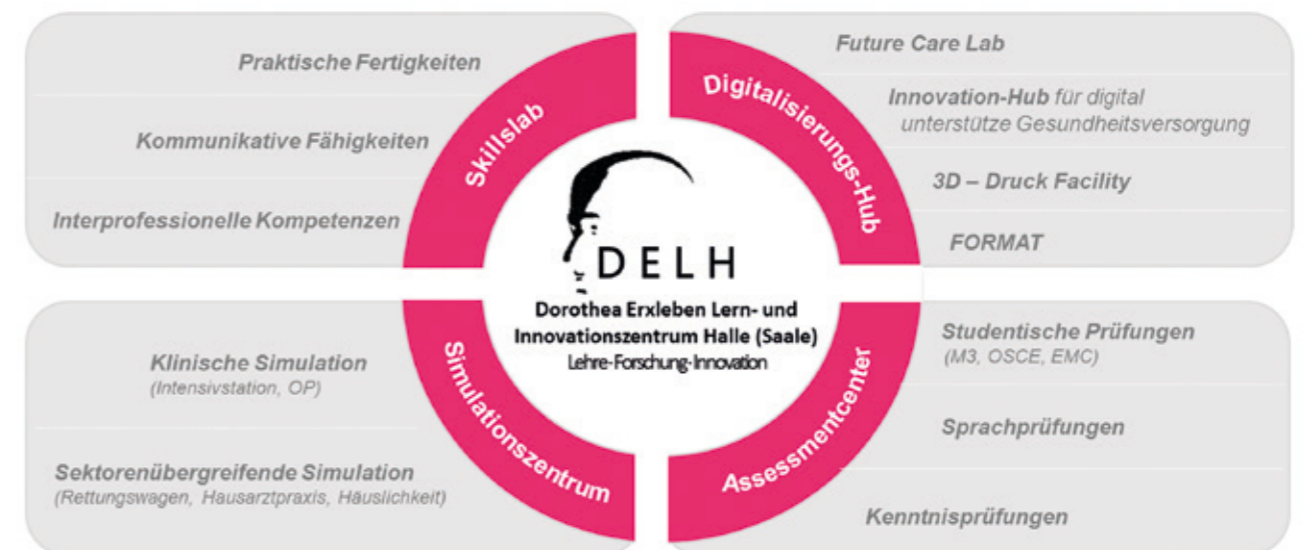 Praktische Fertigkeiten
Kommunikative Fähigkeiten
Interprofessionelle Kompetenzen
Skillslab
Digitalisierungs-Hub
Future Care Lab
Innovation-Hub für digital
unterstütze Gesundheitsversorgung
3D – Druck Facility
FORMAT
DELH
Dorothea Erxleben Lern- und
Innovationszentrum Halle (Saale)
Lehre-Forschung-Innovation
Klinische Simulation
(Intensivstation, OP)
Sektorenübergreifende Simulation
(Rettungswagen, Hausarztpraxis, Häuslichkeit)
Simulationszentrum
Assessmentcenter
Studentische Prüfungen
(M3, OSCE, EMC)
Sprachprüfungen
Kenntnisprüfungen